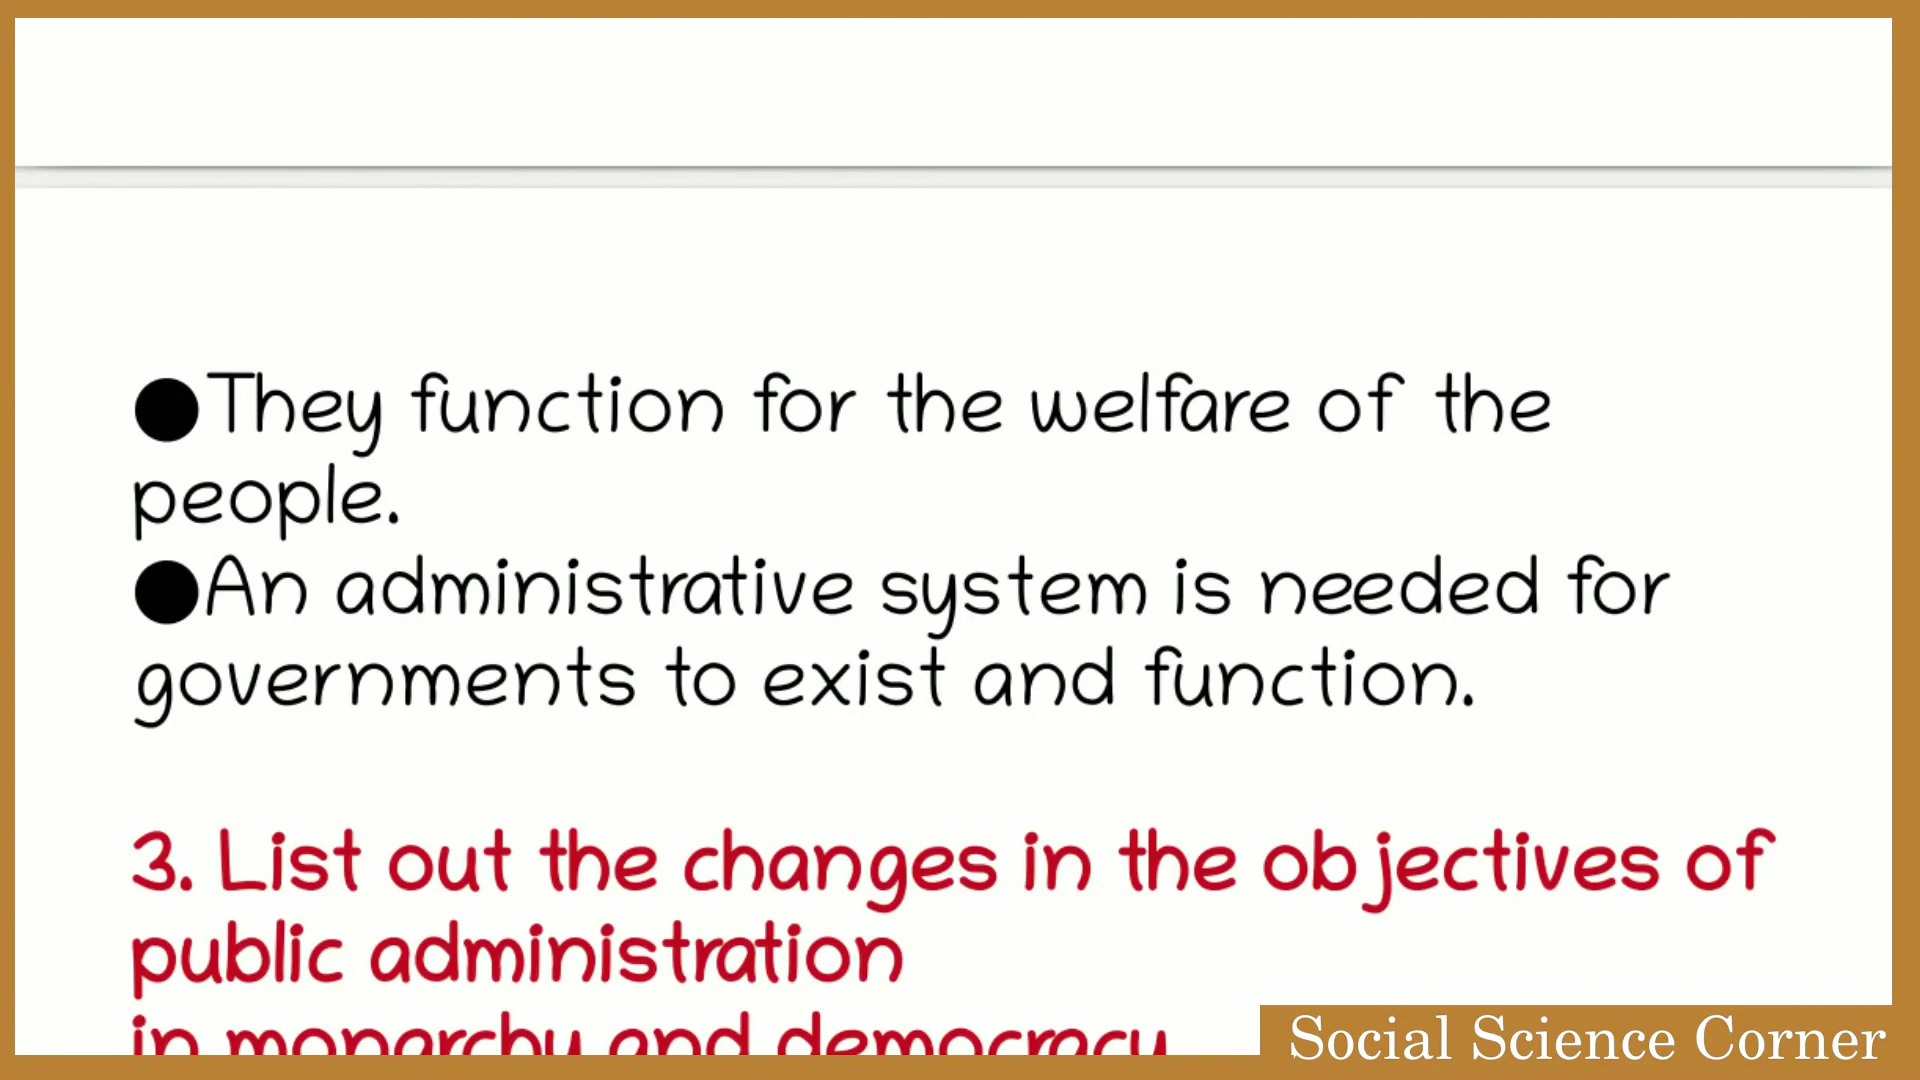 ●They function for the welfare of the
people.
●An administrative system is needed for
governments to exist and function.
3. List out the changes in the objectives of
public administration
in monarchy and democracy
Social Science Corner